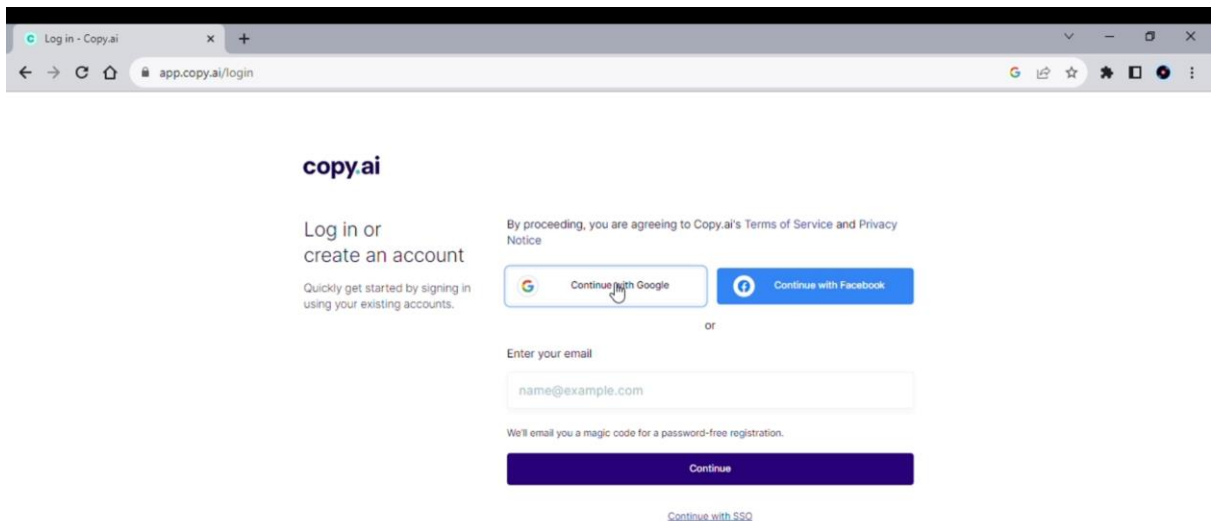 Log in - Copy.ai
app.copy.ai/login
copy.ai
Log in or
create an account
Quickly get started by signing in
using your existing accounts.
By proceeding, you are agreeing to Copy.ai's Terms of Service and Privacy
Notice
Continue with Google
Continue with Facebook
or
Enter your email
name@example.com
We'll email you a magic code for a password-free registration.
Continue
Continue with SSO